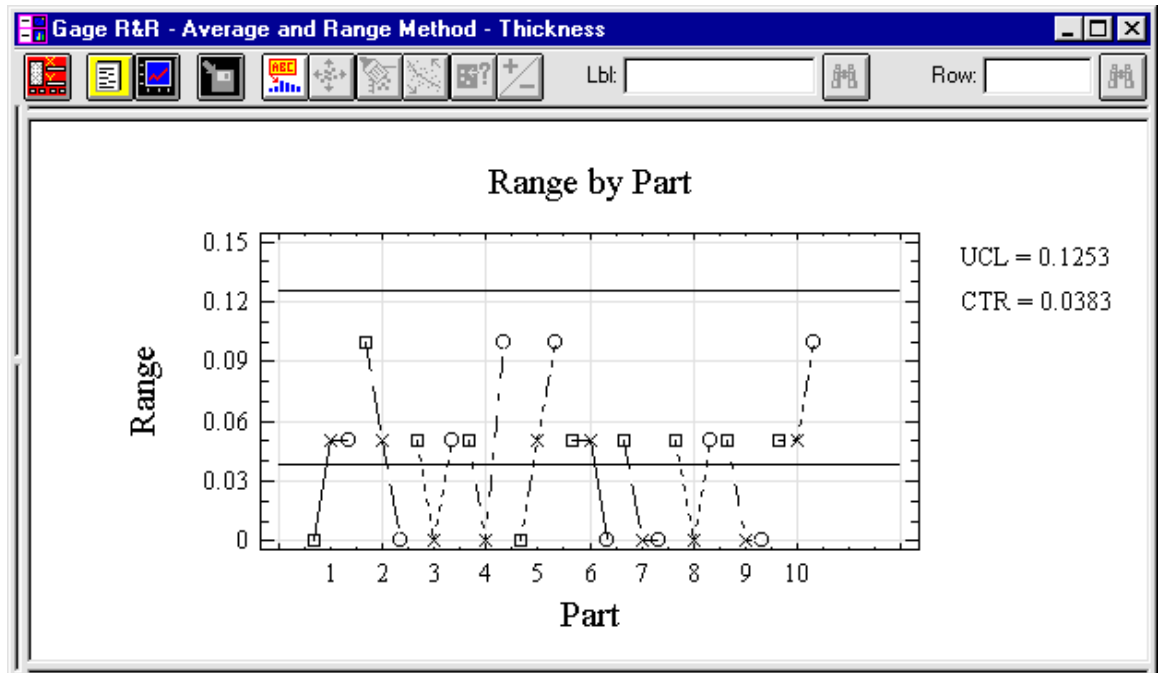 Gage R&R - Average and Range Method - Thickness
ABC
Lbl:
Row:
Range by Part
0.15
0.12
0.09
0.06
0.03
0
Range
UCL = 0.1253
CTR = 0.0383
1 2 3 4 5 6 7 8 9 10
Part